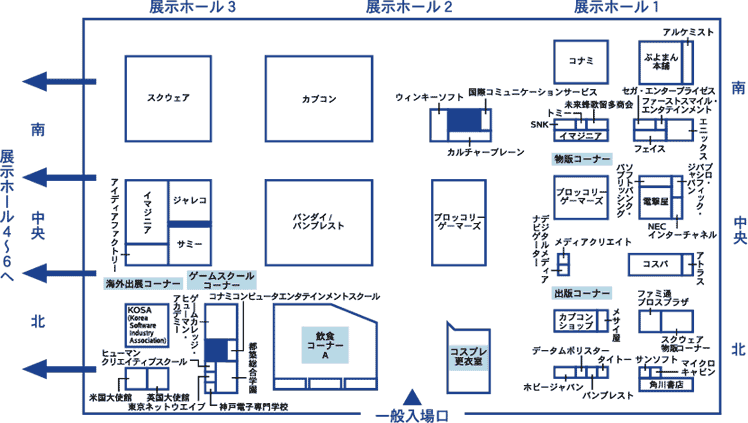 展示ホール3
展示ホール2
展示ホール1
南
中央
北
展示ホール4～6へ
スクウェア
カプコン
ウィンキーソフト
国際コミュニケーションサービス
カルチャーブレーン
コナミ
アルケミスト
ぷよまん
本舗
トミー
未来蜂歌留多商会
SNK
イマジニア
セガ・エンタープライゼス
ファーストスマイル・
エンタテインメント
フェイス
エニックス
南
物販コーナー
アイディアファクトリー
イマジニア
ジャレコ
サミー
バンダイ/
バンプレスト
ブロッコリー
ゲーマーズ
ブロッコリー
ゲーマーズ
ソフトバンク・
パブリッシング
電撃屋
パシフィック・
プロ・
ジャパン
NEC
インターチャネル
中央
デジタルメディア
ナビゲーター
メディアクリエイト
コスパ
アトラス
海外出展コーナー
ゲームスクール
コーナー
出版コーナー
コナミコンピュータエンタテインメントスクール
KOSA
(Korea
Software
Industry
Association)
ゲームカレッジ・
ヒューマン・
アカデミー
飲食
コーナー
A
コスプレ
更衣室
カプコン
ショップ
メサイ屋
ファミ通
ブロスプラザ
スクウェア
物販コーナー
北
ヒューマン
クリエイティブスクール
米国大使館
英国大使館
東京ネットウエイブ
神戸電子専門学校
都築総合学園
データムポリスター
タイトー
サンソフト
マイクロ
キャビン
ホビージャパン
バンプレスト
角川書店
一般入場口